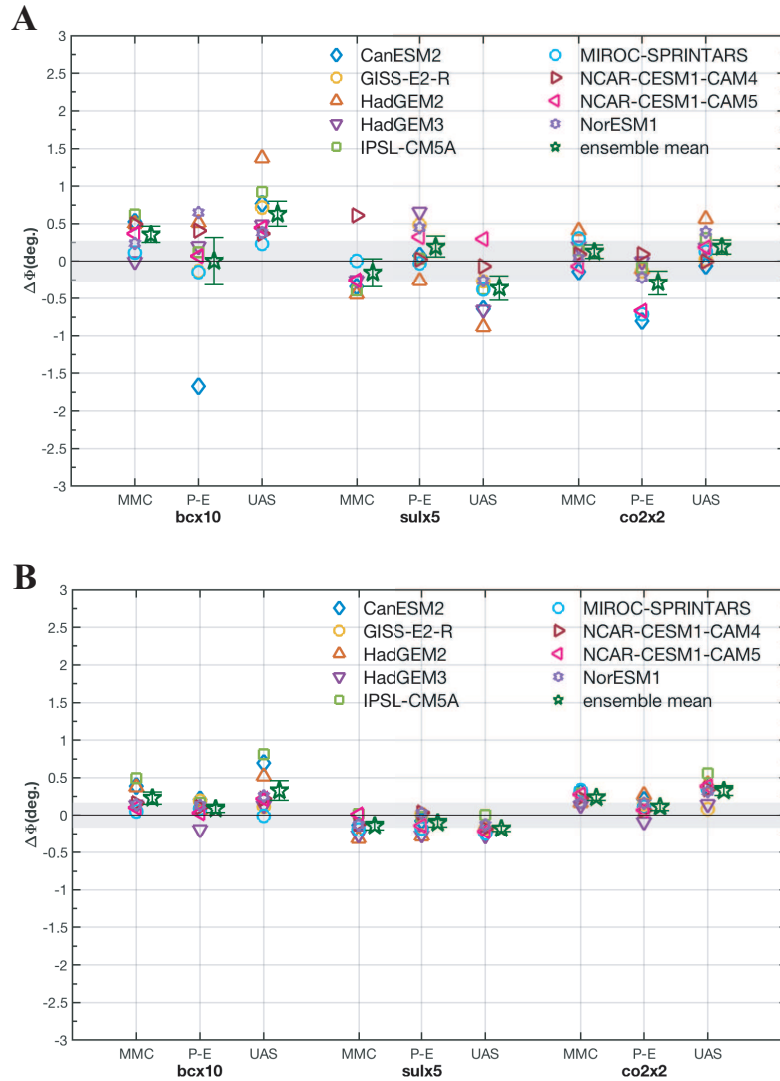 A
3
2.5
2
1.5
1
0.5
0
-0.5
-1
-1.5
-2
-2.5
-3
ΔΦ(deg.)
CanESM2
GISS-E2-R
HadGEM2
HadGEM3
IPSL-CM5A
MIROC-SPRINTARS
NCAR-CESM1-CAM4
NCAR-CESM1-CAM5
NorESM1
ensemble mean
MMC P-E UAS MMC P-E UAS MMC P-E UAS
bcx10 sulx5 co2x2
B
3
2.5
2
1.5
1
0.5
0
-0.5
-1
-1.5
-2
-2.5
-3
ΔΦ(deg.)
CanESM2
GISS-E2-R
HadGEM2
HadGEM3
IPSL-CM5A
MIROC-SPRINTARS
NCAR-CESM1-CAM4
NCAR-CESM1-CAM5
NorESM1
ensemble mean
MMC P-E UAS MMC P-E UAS MMC P-E UAS
bcx10 sulx5 co2x2